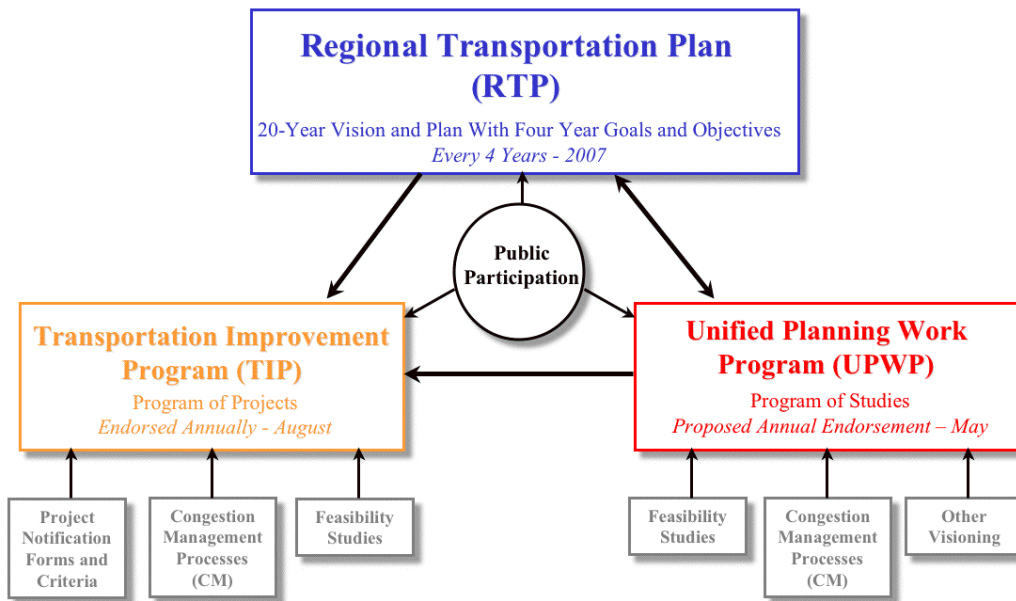 Regional Transportation Plan
(RTP)
20-Year Vision and Plan With Four Year Goals and Objectives
Every 4 Years - 2007
Public
Participation
Transportation Improvement
Program (TIP)
Program of Projects
Endorsed Annually - August
Unified Planning Work
Program (UPWP)
Program of Studies
Proposed Annual Endorsement – May
Project
Notification
Forms and
Criteria
Congestion
Management
Processes
(CM)
Feasibility
Studies
Feasibility
Studies
Congestion
Management
Processes
(CM)
Other
Visioning